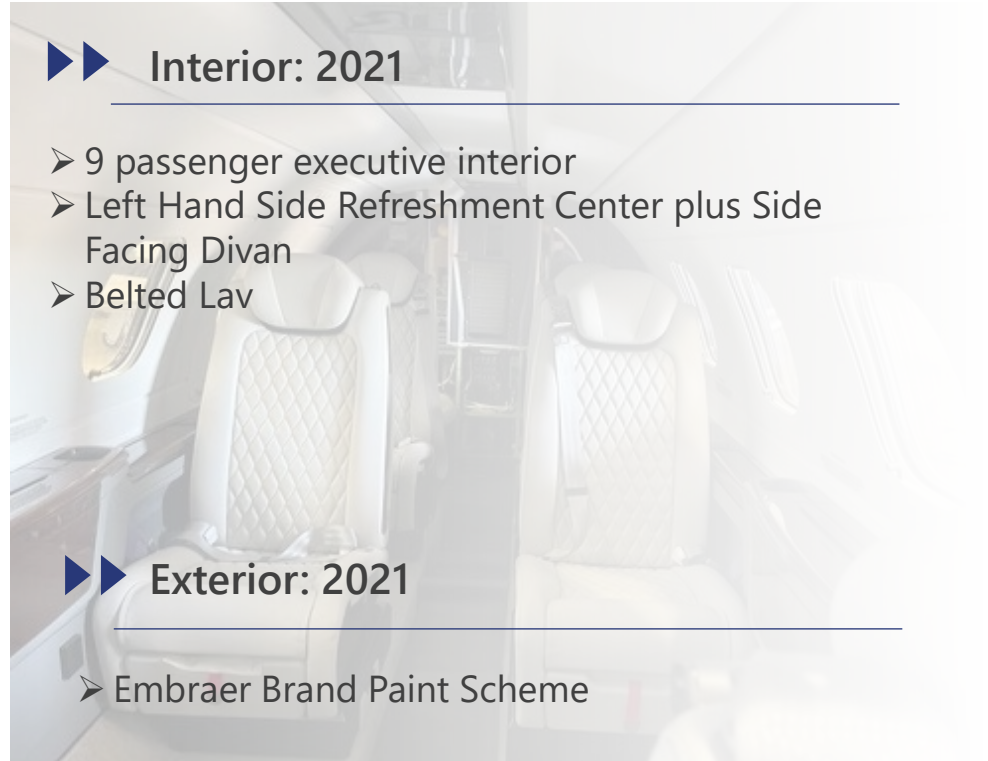 Interior: 2021
➢ 9 passenger executive interior
➢ Left Hand Side Refreshment Center plus Side
Facing Divan
➢ Belted Lav
Exterior: 2021
➢ Embraer Brand Paint Scheme